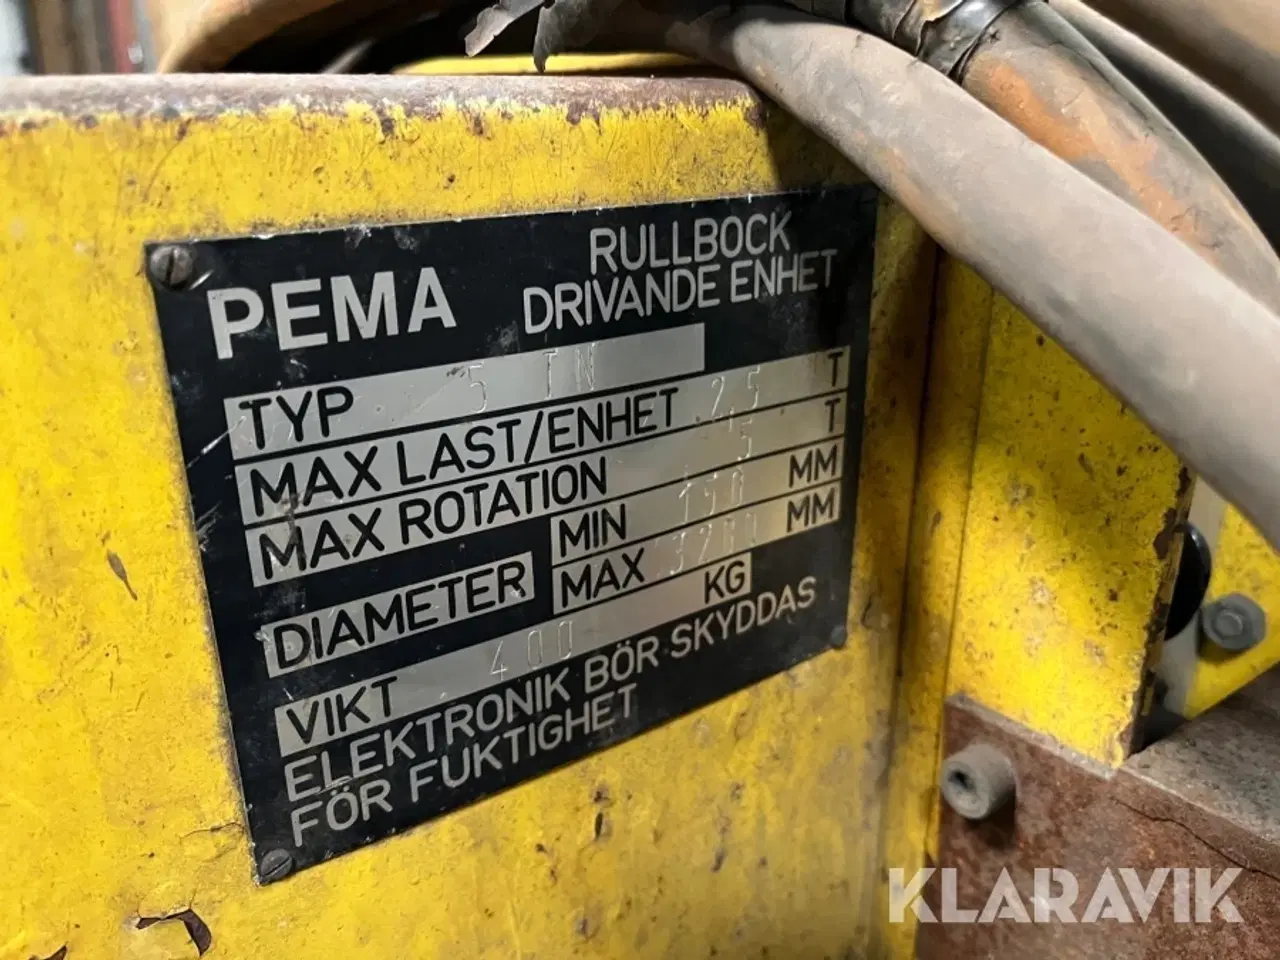 PEMA
RULLBOCK
DRIVANDE ENHET
TYP 5 TN
MAX LAST/ENHET 2,5 T
MAX ROTATION 5 T
DIAMETER
MIN 150 MM
MAX 3200 MM
VIKT 400 KG
ELEKTRONIK BÖR SKYDDAS
FÖR FUKTIGHET
KLARAVIK